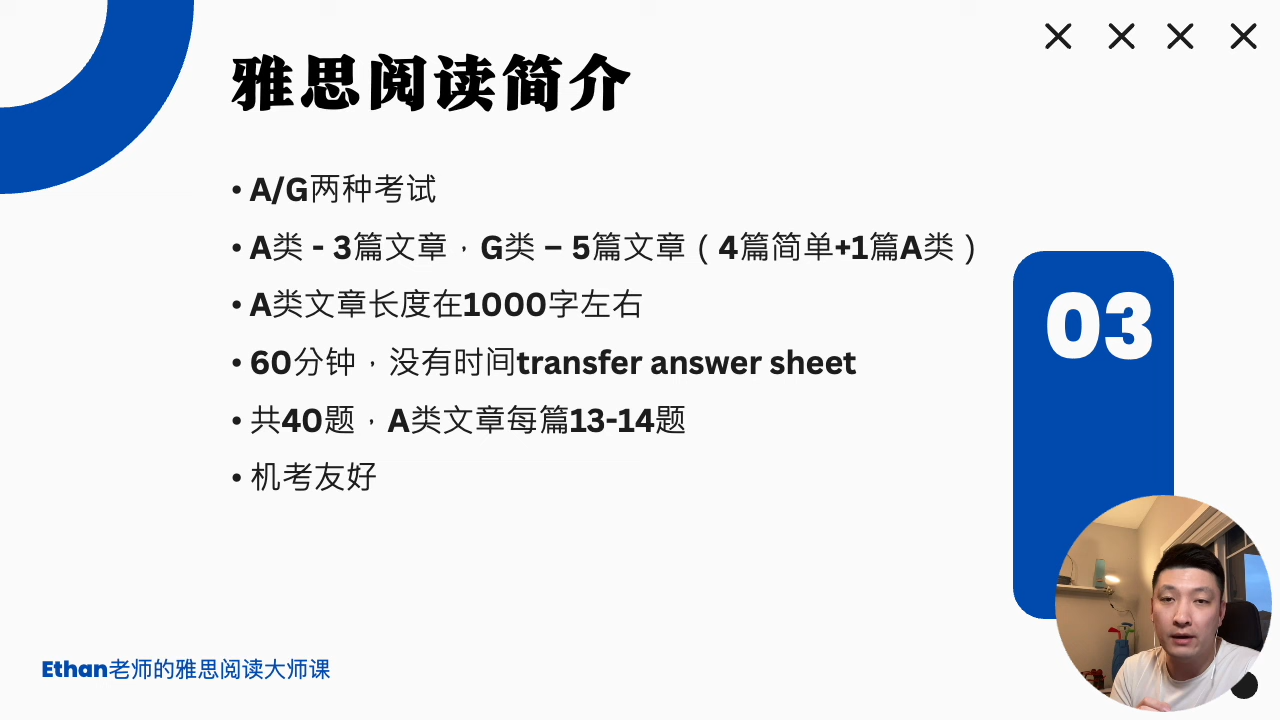 雅思阅读简介
• A/G两种考试
• A类 - 3篇文章，G类 – 5篇文章（4篇简单+1篇A类）
• A类文章长度在1000字左右
• 60分钟，没有时间transfer answer sheet
• 共40题，A类文章每篇13-14题
• 机考友好
03
Ethan老师的雅思阅读大师课